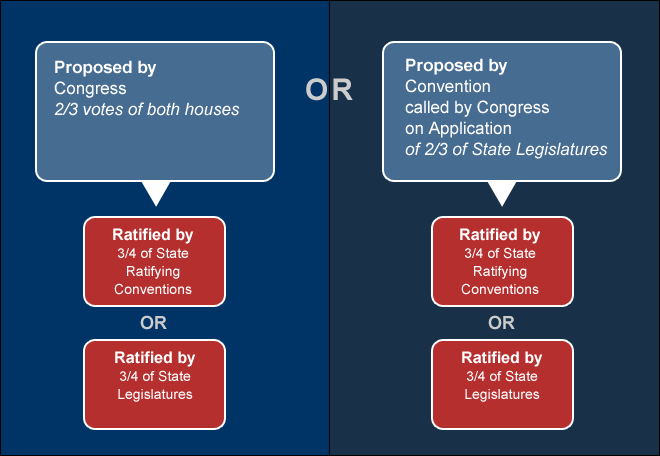 Proposed by
Congress
2/3 votes of both houses
OR
Proposed by
Convention
called by Congress
on Application
of 2/3 of State Legislatures
Ratified by
3/4 of State
Ratifying
Conventions
OR
Ratified by
3/4 of State
Legislatures
Ratified by
3/4 of State
Ratifying
Conventions
OR
Ratified by
3/4 of State
Legislatures